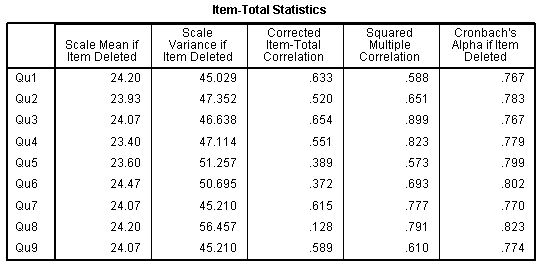 Item-Total Statistics
Scale Mean if Item Deleted Scale Variance if Item Deleted Corrected Item-Total Correlation Squared Multiple Correlation Cronbach's Alpha if Item Deleted
Qu1 24.20 45.029 .633 .588 .767
Qu2 23.93 47.352 .520 .651 .783
Qu3 24.07 46.638 .654 .899 .767
Qu4 23.40 47.114 .551 .823 .779
Qu5 23.60 51.257 .389 .573 .799
Qu6 24.47 50.695 .372 .693 .802
Qu7 24.07 45.210 .615 .777 .770
Qu8 24.20 56.457 .128 .791 .823
Qu9 24.07 45.210 .589 .610 .774